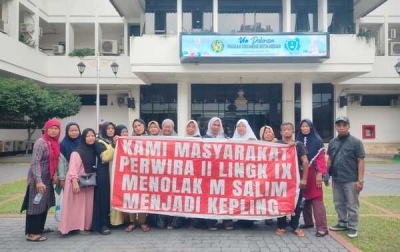 KAMI MASYARAKAT
PERWIRA II LINGK IX
MENOLAK M SALIM
MENJADI KEPLING